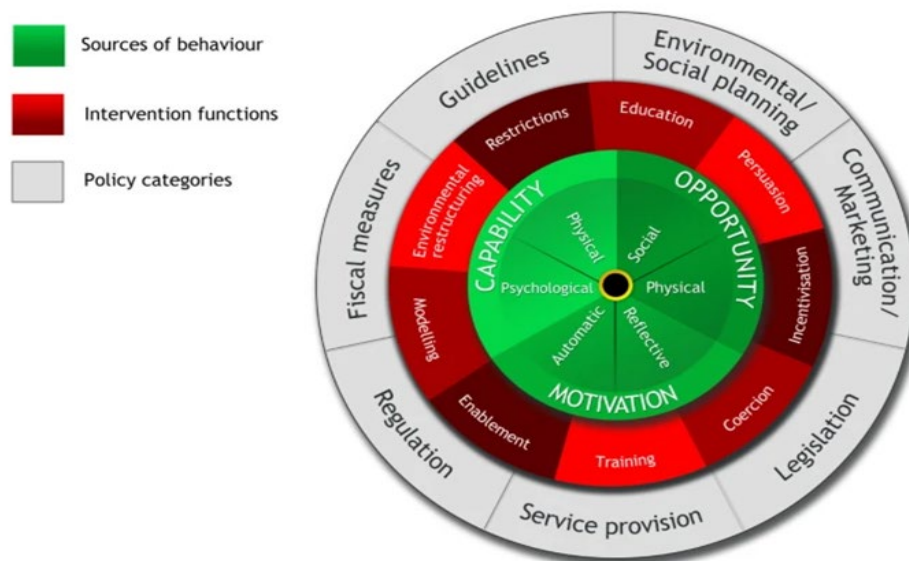 Sources of behaviour
Intervention functions
Policy categories
Guidelines
Environmental/
Social planning
Communication/
Marketing
Legislation
Service provision
Regulation
Fiscal measures
Restrictions
Education
Persuasion
Incentivisation
Coercion
Training
Enablement
Modelling
Environmental
restructuring
CAPABILITY
OPPORTUNITY
MOTIVATION
Physical
Social
Physical
Reflective
Automatic
Psychological